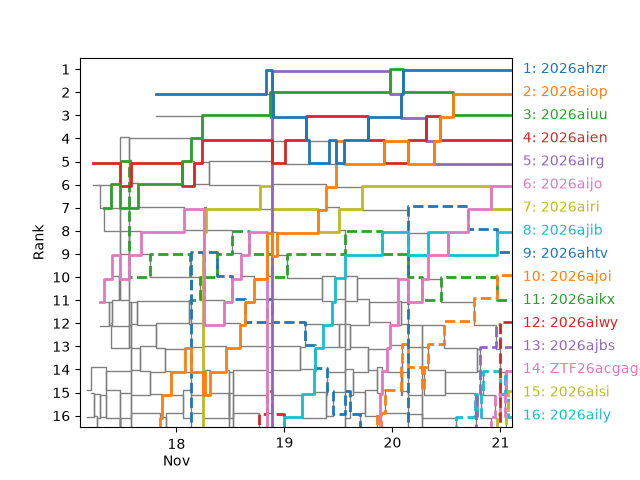 1
2
3
4
5
6
7
8
9
10
11
12
13
14
15
16
Rank
18
19
20
21
Nov
1: 2026ahzr
2: 2026aiop
3: 2026aiuu
4: 2026aien
5: 2026airg
6: 2026aijo
7: 2026airi
8: 2026ajib
9: 2026ahtv
10: 2026ajoi
11: 2026aikx
12: 2026aiwy
13: 2026ajbs
14: ZTF26acgag
15: 2026aisi
16: 2026aily